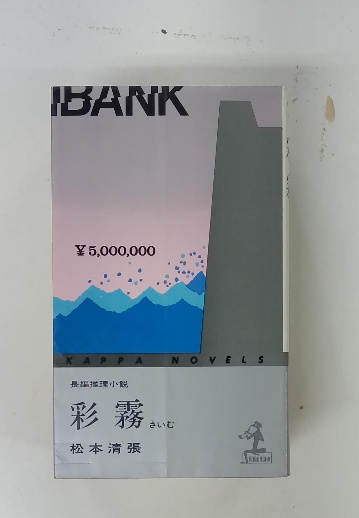 BANK
¥5,000,000
KAPPA NOVELS
長編推理小説
彩霧 さいむ
松本清張